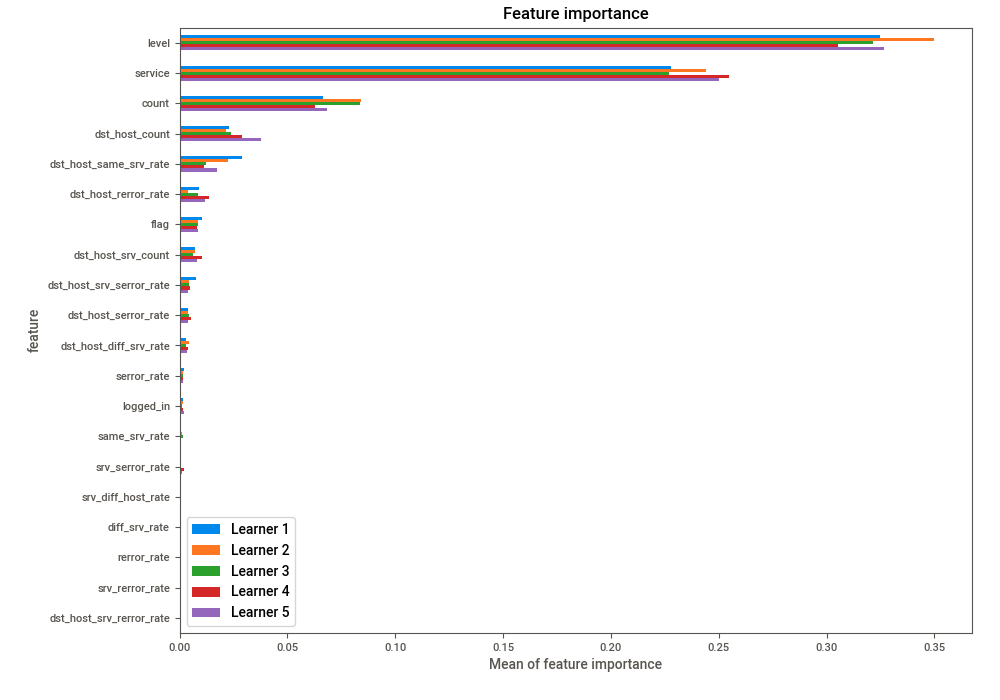 Feature importance
level
service
count
dst_host_count
dst_host_same_srv_rate
dst_host_rerror_rate
flag
dst_host_srv_count
dst_host_srv_serror_rate
dst_host_serror_rate
dst_host_diff_srv_rate
serror_rate
logged_in
same_srv_rate
srv_serror_rate
srv_diff_host_rate
diff_srv_rate
rerror_rate
srv_rerror_rate
dst_host_srv_rerror_rate
feature
Learner 1
Learner 2
Learner 3
Learner 4
Learner 5
0.00 0.05 0.10 0.15 0.20 0.25 0.30 0.35
Mean of feature importance